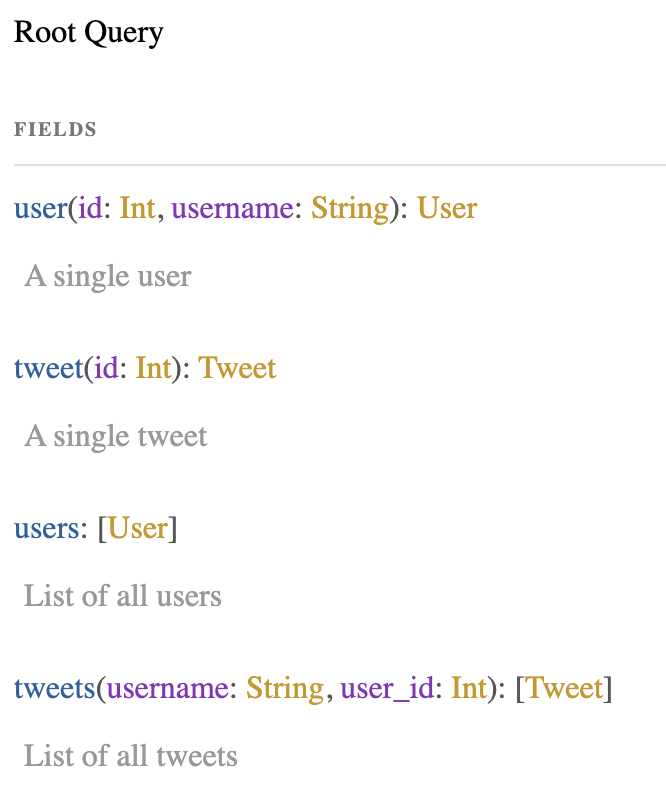 Root Query
FIELDS
user(id: Int, username: String): User
A single user
tweet(id: Int): Tweet
A single tweet
users: [User]
List of all users
tweets(username: String, user_id: Int): [Tweet]
List of all tweets